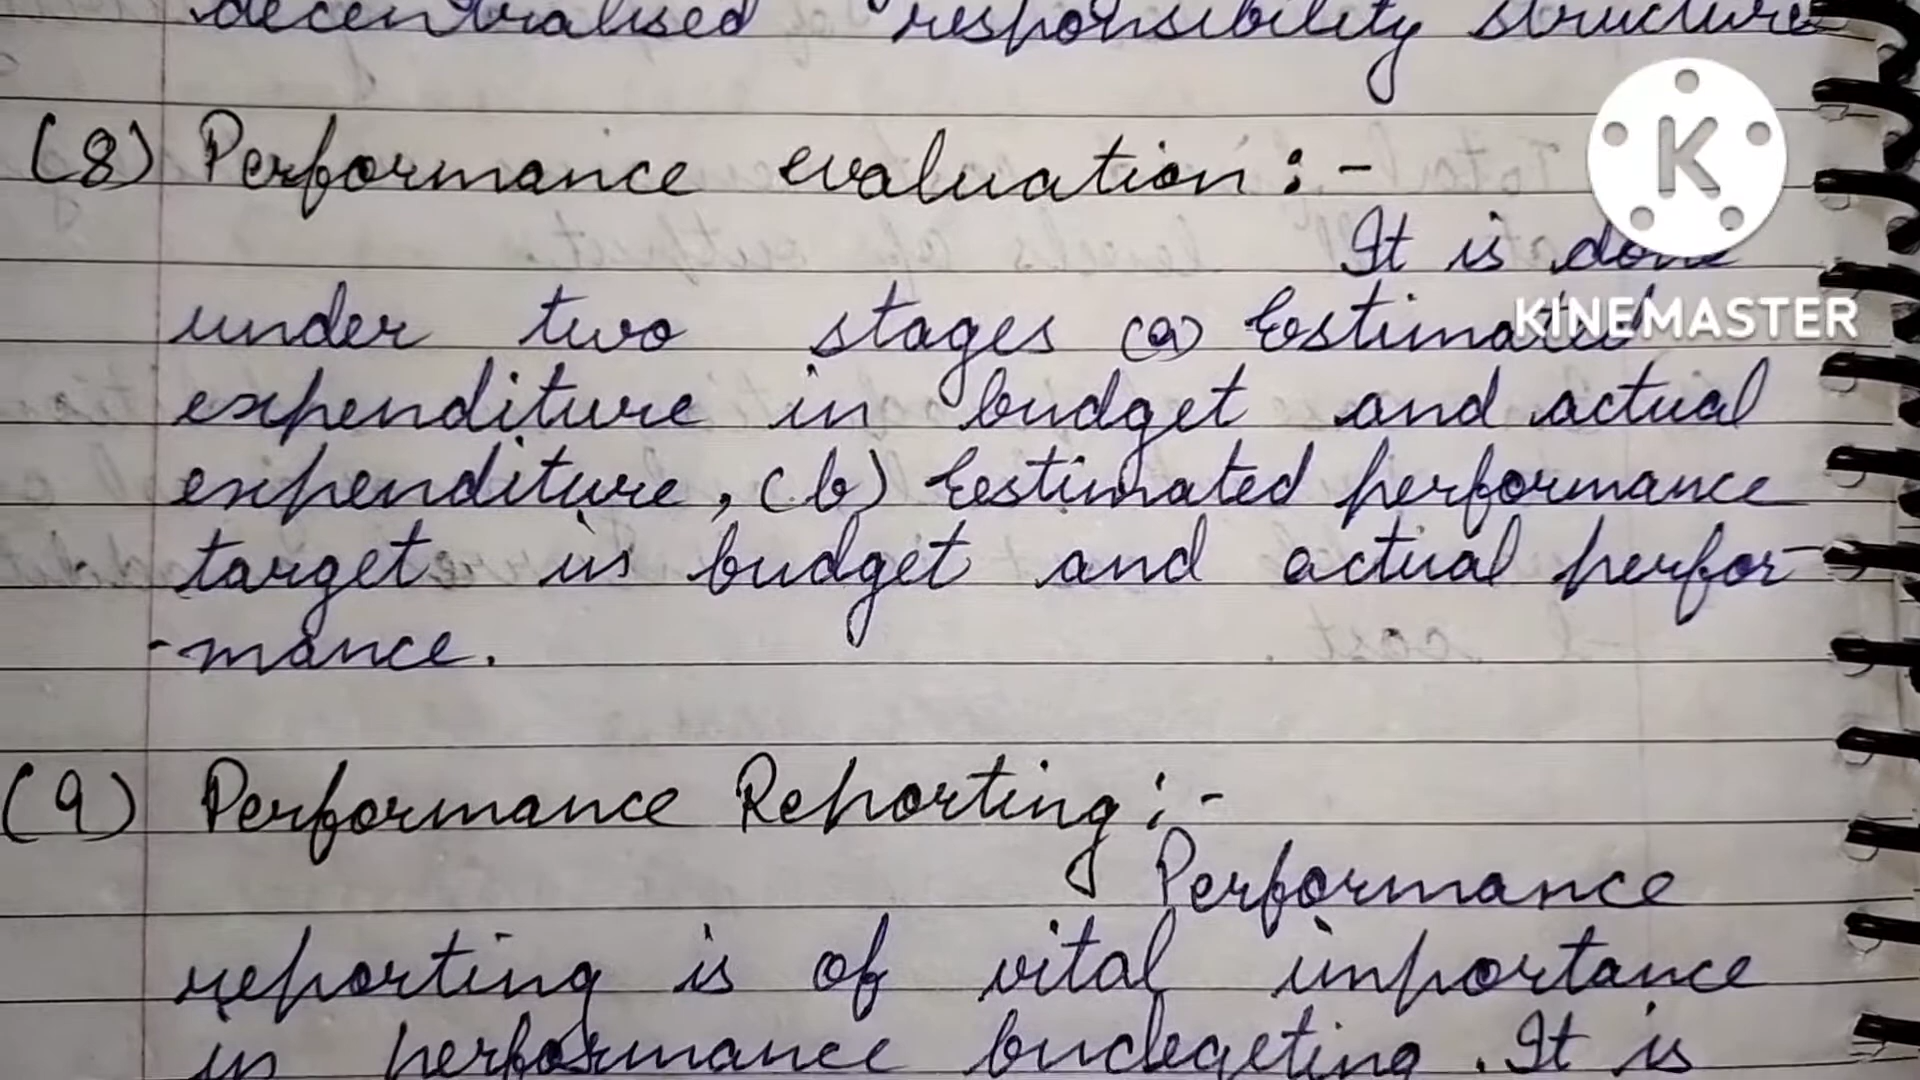 decentralised responsibility structure
(8) Performance evaluation :-
It is done
under two stages (a) Estimated
expenditure in budget and actual
expenditure, (b) Estimated performance
target in budget and actual perfor-
-mance.
(9) Performance Reporting :-
Performance
reporting is of vital importance
in performance budgeting. It is
K
KINEMASTER